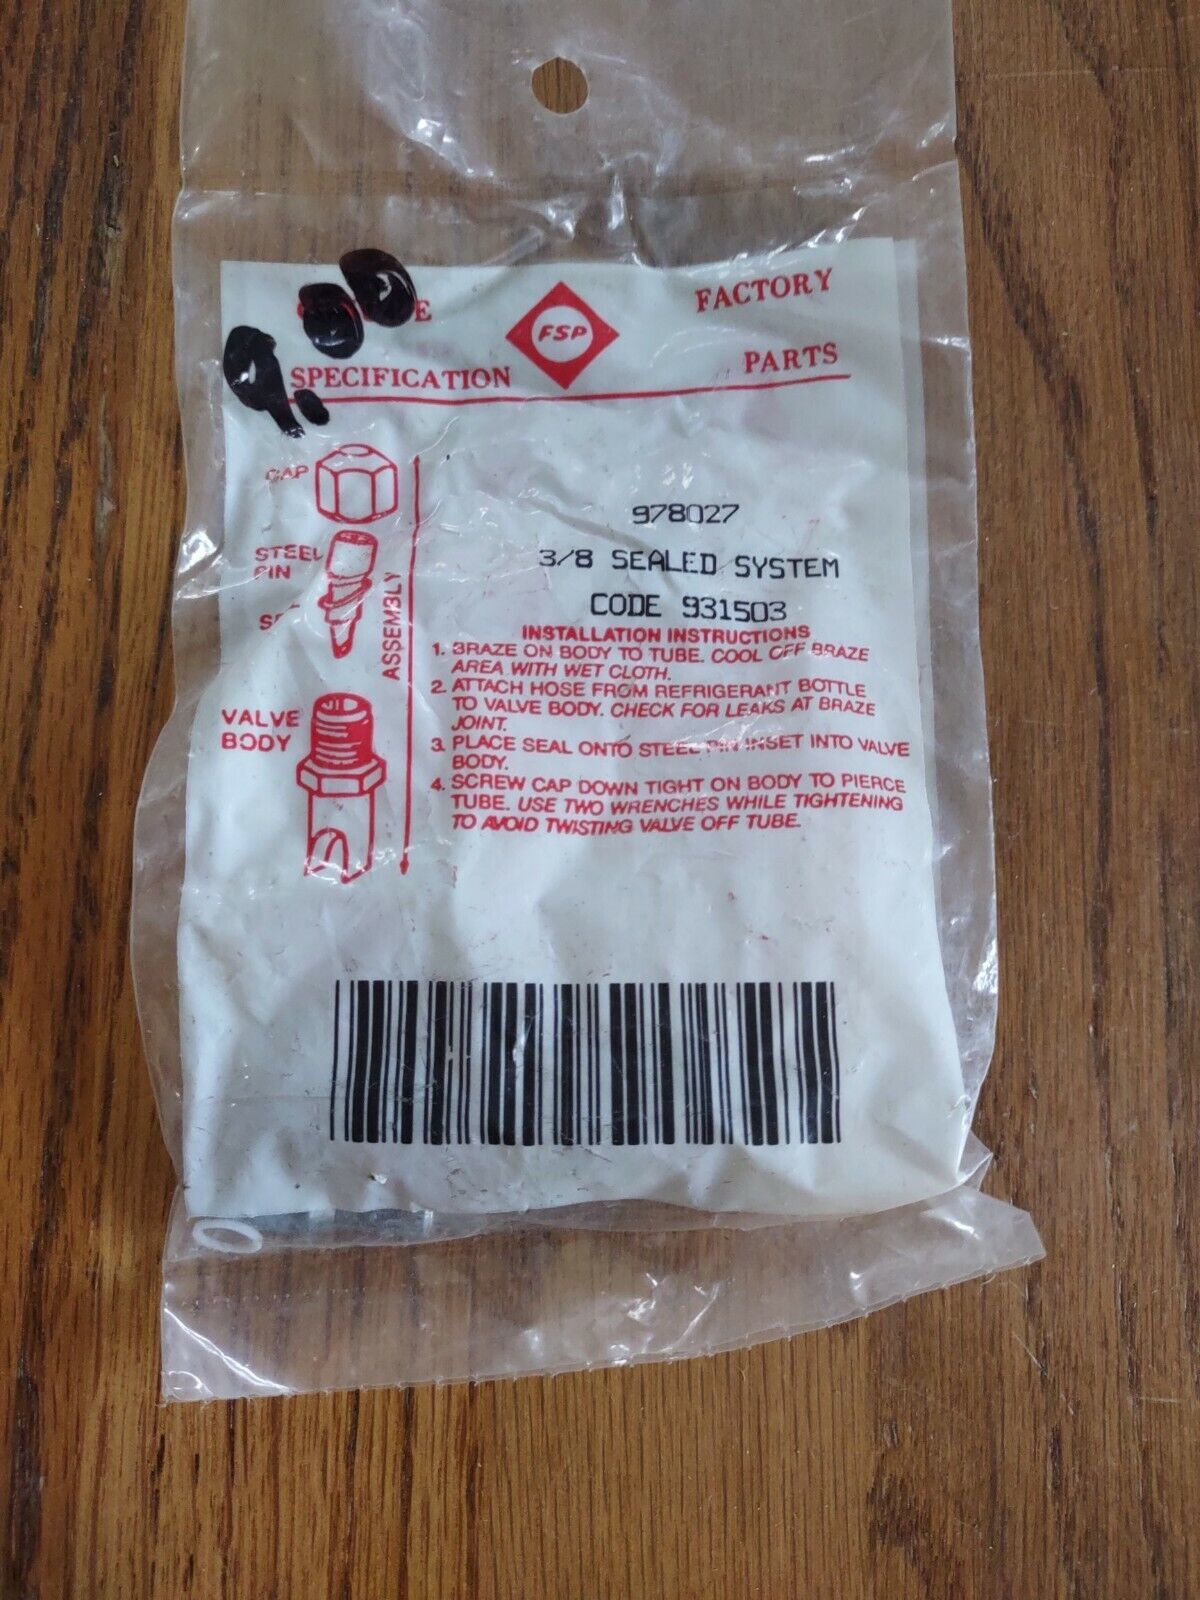 FACTORY
FSP
SPECIFICATION
PARTS
CAP
STEEL
PIN
ASSEMBLY
VALVE
BODY
978027
3/8 SEALED SYSTEM
CODE 931503
INSTALLATION INSTRUCTIONS
1. BRAZE ON BODY TO TUBE. COOL OFF BRAZE
AREA WITH WET CLOTH.
2. ATTACH HOSE FROM REFRIGERANT BOTTLE
TO VALVE BODY. CHECK FOR LEAKS AT BRAZE
JOINT.
3. PLACE SEAL ONTO STEEL PIN INSET INTO VALVE
BODY.
4. SCREW CAP DOWN TIGHT ON BODY TO PIERCE
TUBE. USE TWO WRENCHES WHILE TIGHTENING
TO AVOID TWISTING VALVE OFF TUBE.